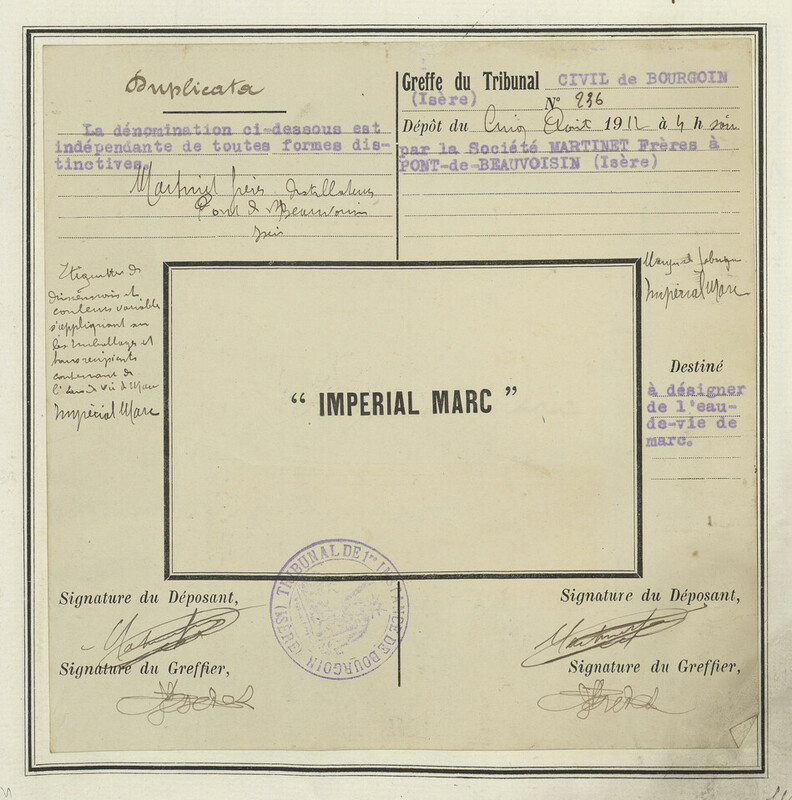 Duplicata
La dénomination ci-dessous est
indépendante de toutes formes dis-
tinctives.
Martinet frères distillateurs
Pont de Beauvoisin
Isère
Greffe du Tribunal CIVIL de BOURGOIN
(Isère) N° 236
Dépôt du Cinq Août 1912 à 4 h soir
par la Société MARTINET Frères à
PONT-de-BEAUVOISIN (Isère)
Etiquettes de
dimensions et
couleurs variables
s'appliquant sur
les emballages et
tous récipients
contenant de
l'Eau de Vie de Marc
Impérial Marc
“ IMPERIAL MARC ”
Marque de fabrique
Impérial Marc
Destiné
à désigner
de l'eau-
de-vie de
marc.
TRIBUNAL DE 1re INSTANCE DE BOURGOIN (ISÈRE)
Signature du Déposant,
Signature du Greffier,
Signature du Déposant,
Signature du Greffier,